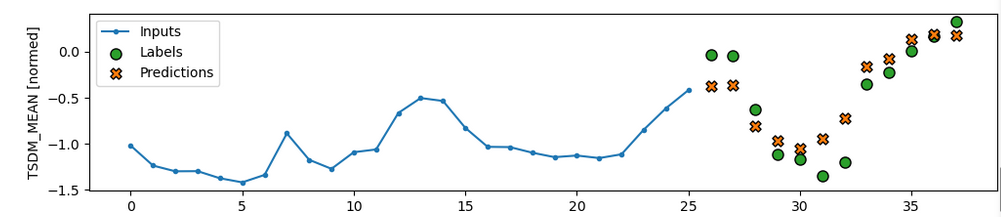 TSDM_MEAN [normed]
0.0
−0.5
−1.0
−1.5
Inputs
Labels
Predictions
0 5 10 15 20 25 30 35